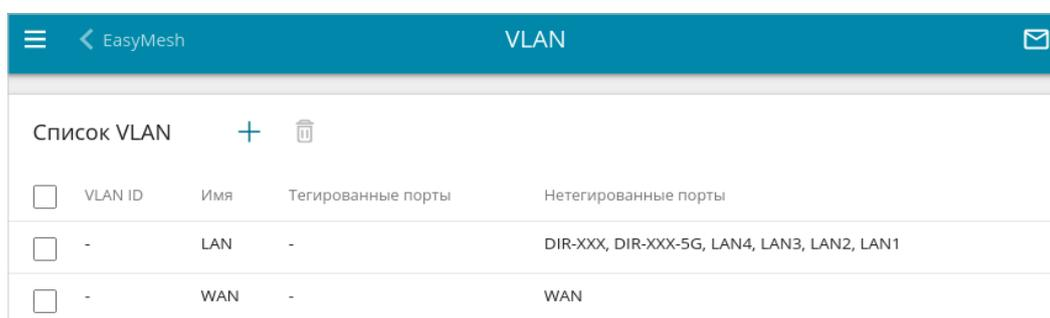 EasyMesh VLAN
Список VLAN
VLAN ID Имя Тегированные порты Нетегированные порты
- LAN - DIR-XXX, DIR-XXX-5G, LAN4, LAN3, LAN2, LAN1
- WAN - WAN